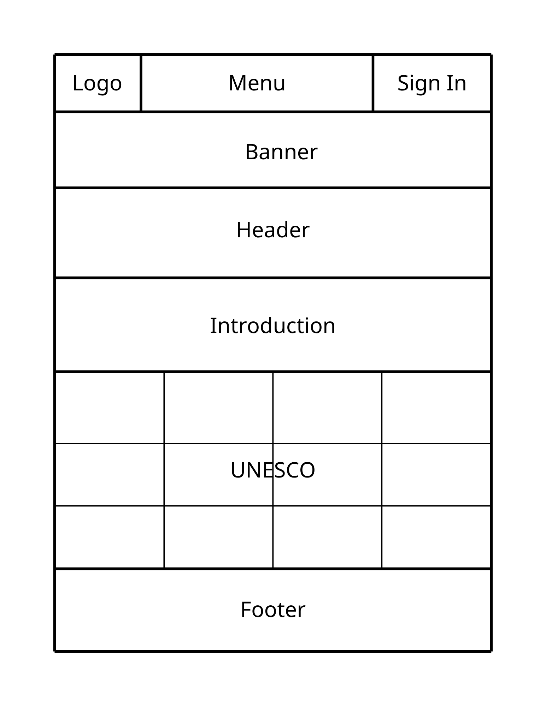 Logo
Menu
Sign In
Banner
Header
Introduction
UNESCO
Footer